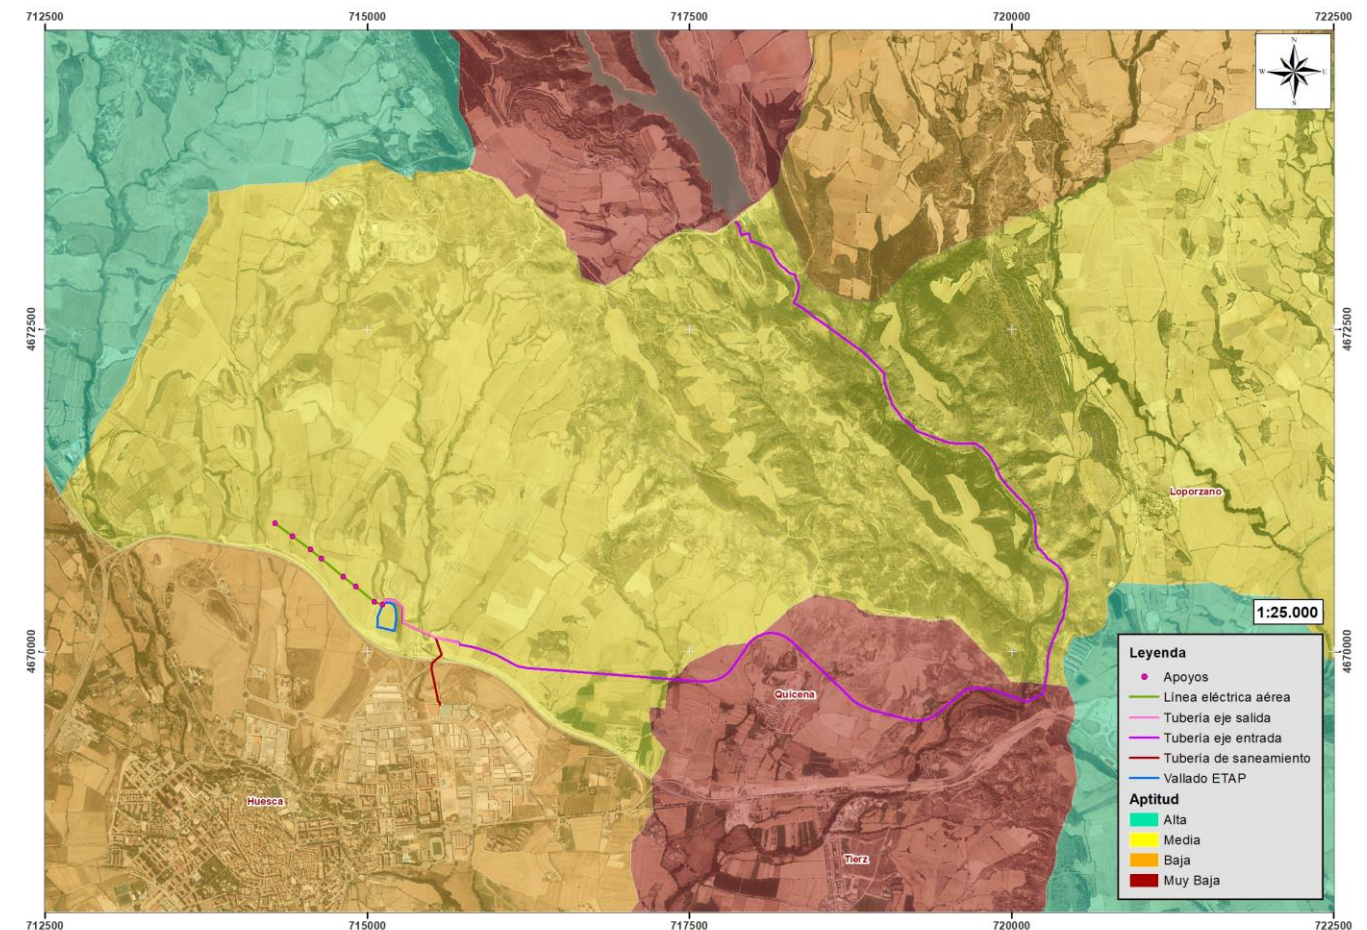 712500 715000 717500 720000 722500
N
W E
S
4672500 4672500
Loporzano
1:25.000
4670000 4670000
Leyenda
Apoyos
Línea eléctrica aérea
Tubería eje salida
Tubería eje entrada
Tubería de saneamiento
Vallado ETAP
Aptitud
Alta
Media
Baja
Muy Baja
Quicena
Huesca
Tierz
712500 715000 717500 720000 722500